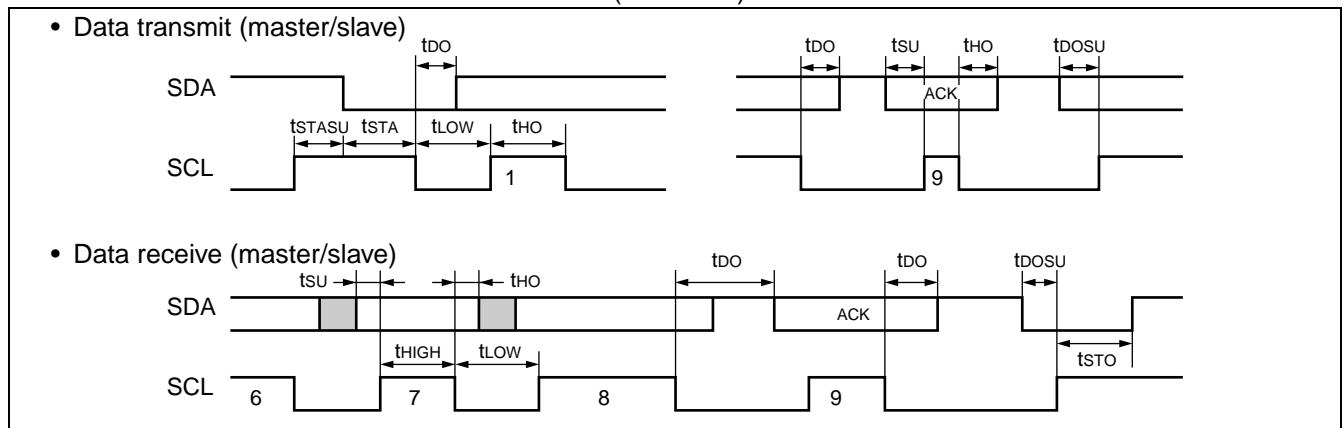 • Data transmit (master/slave)
tDO
tDO
tSU
tHO
tDOSU
SDA
ACK
tSTASU
tSTA
tLOW
tHO
SCL
1
9
• Data receive (master/slave)
tSU
tHO
tDO
tDO
tDOSU
SDA
ACK
tHIGH
tLOW
tSTO
SCL
6
7
8
9